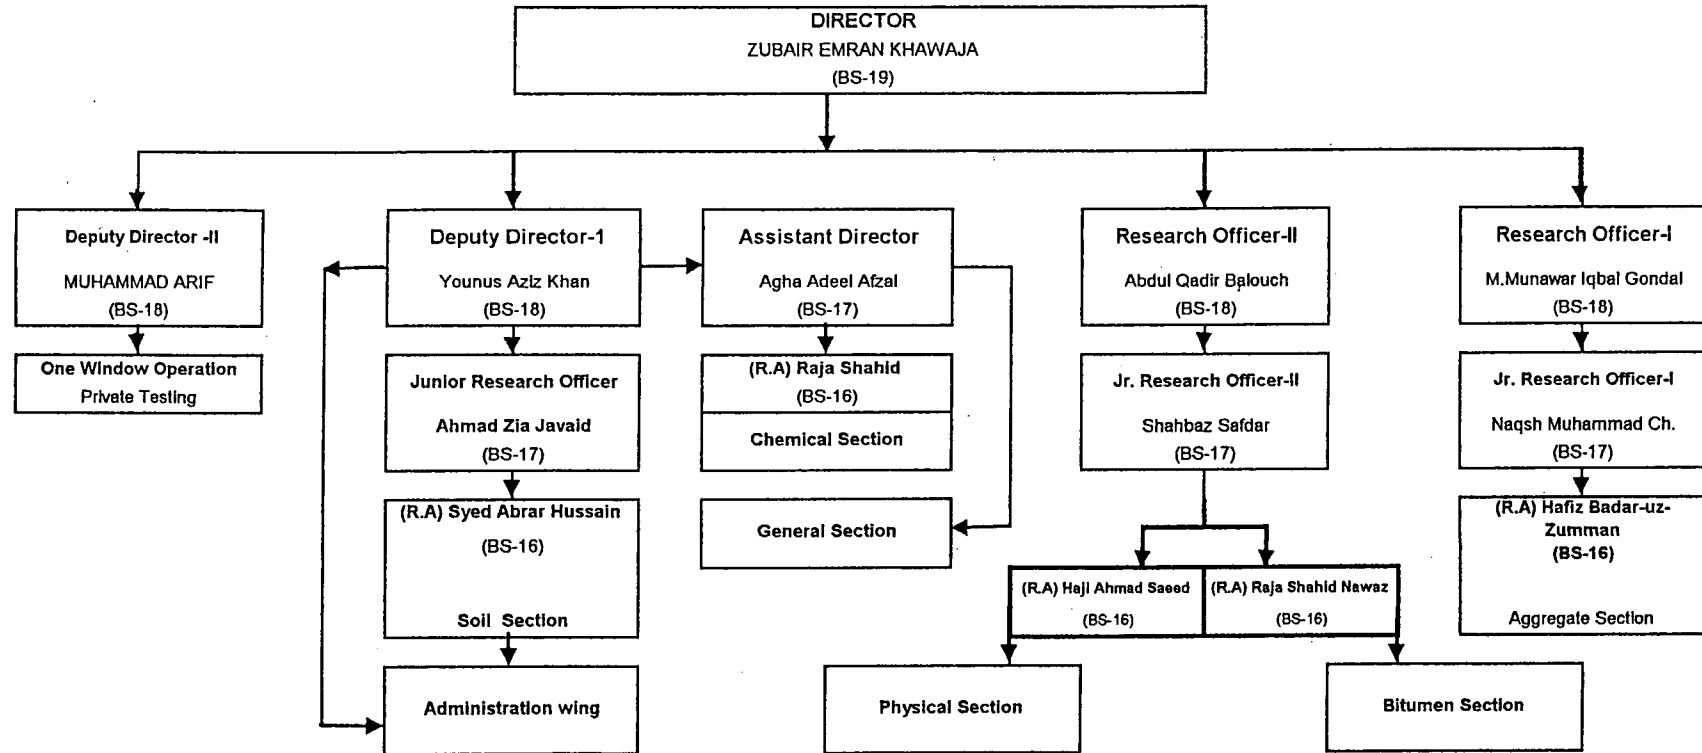 DIRECTOR
ZUBAIR EMRAN KHAWAJA
(BS-19)
Deputy Director -II
MUHAMMAD ARIF
(BS-18)
One Window Operation
Private Testing
Deputy Director-1
Younus Aziz Khan
(BS-18)
Junior Research Officer
Ahmad Zia Javaid
(BS-17)
(R.A) Syed Abrar Hussain
(BS-16)
Soil Section
Administration wing
Assistant Director
Agha Adeel Afzal
(BS-17)
(R.A) Raja Shahid
(BS-16)
Chemical Section
General Section
Research Officer-II
Abdul Qadir Balouch
(BS-18)
Jr. Research Officer-II
Shahbaz Safdar
(BS-17)
(R.A) Haji Ahmad Saeed
(BS-16)
(R.A) Raja Shahid Nawaz
(BS-16)
Physical Section
Bitumen Section
Research Officer-I
M.Munawar Iqbal Gondal
(BS-18)
Jr. Research Officer-I
Naqsh Muhammad Ch.
(BS-17)
(R.A) Hafiz Badar-uz-
Zumman
(BS-16)
Aggregate Section